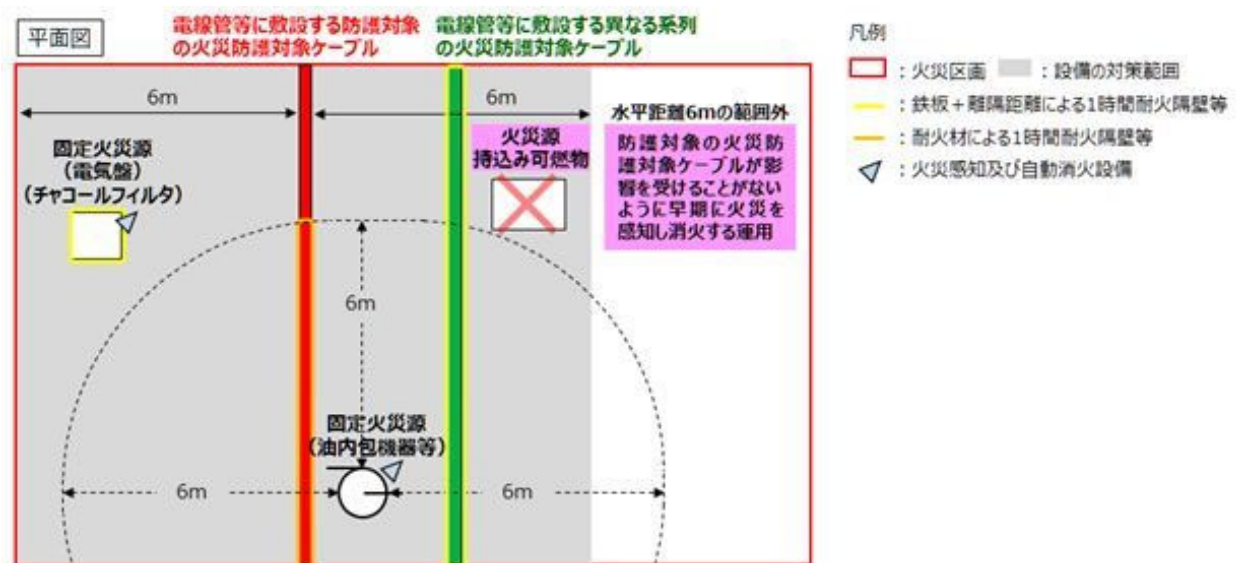 平面図
電線管等に敷設する防護対象
の火災防護対象ケーブル
電線管等に敷設する異なる系列
の火災防護対象ケーブル
6m
6m
水平距離6mの範囲外
固定火災源
(電気盤)
(チャコールフィルタ)
火災源
持込み可燃物
防護対象の火災防
護対象ケーブルが影
響を受けることがない
ように早期に火災を
感知し消火する運用
6m
固定火災源
(油内包機器等)
6m
6m
凡例
:火災区画
:設備の対策範囲
:鉄板+離隔距離による1時間耐火隔壁等
:耐火材による1時間耐火隔壁等
:火災感知及び自動消火設備